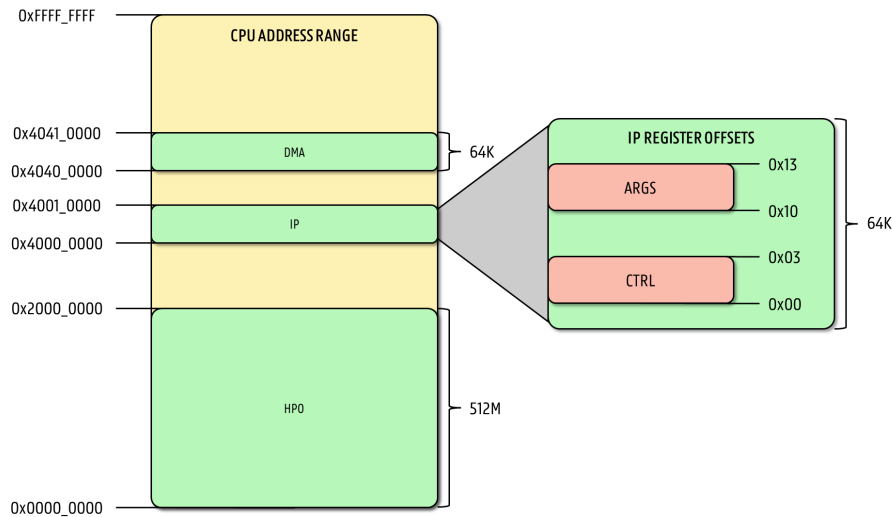 0xFFFF_FFFF
CPU ADDRESS RANGE
0x4041_0000
DMA
64K
0x4040_0000
0x4001_0000
IP
0x4000_0000
0x2000_0000
HPO
512M
0x0000_0000
IP REGISTER OFFSETS
0x13
ARGS
0x10
64K
0x03
CTRL
0x00